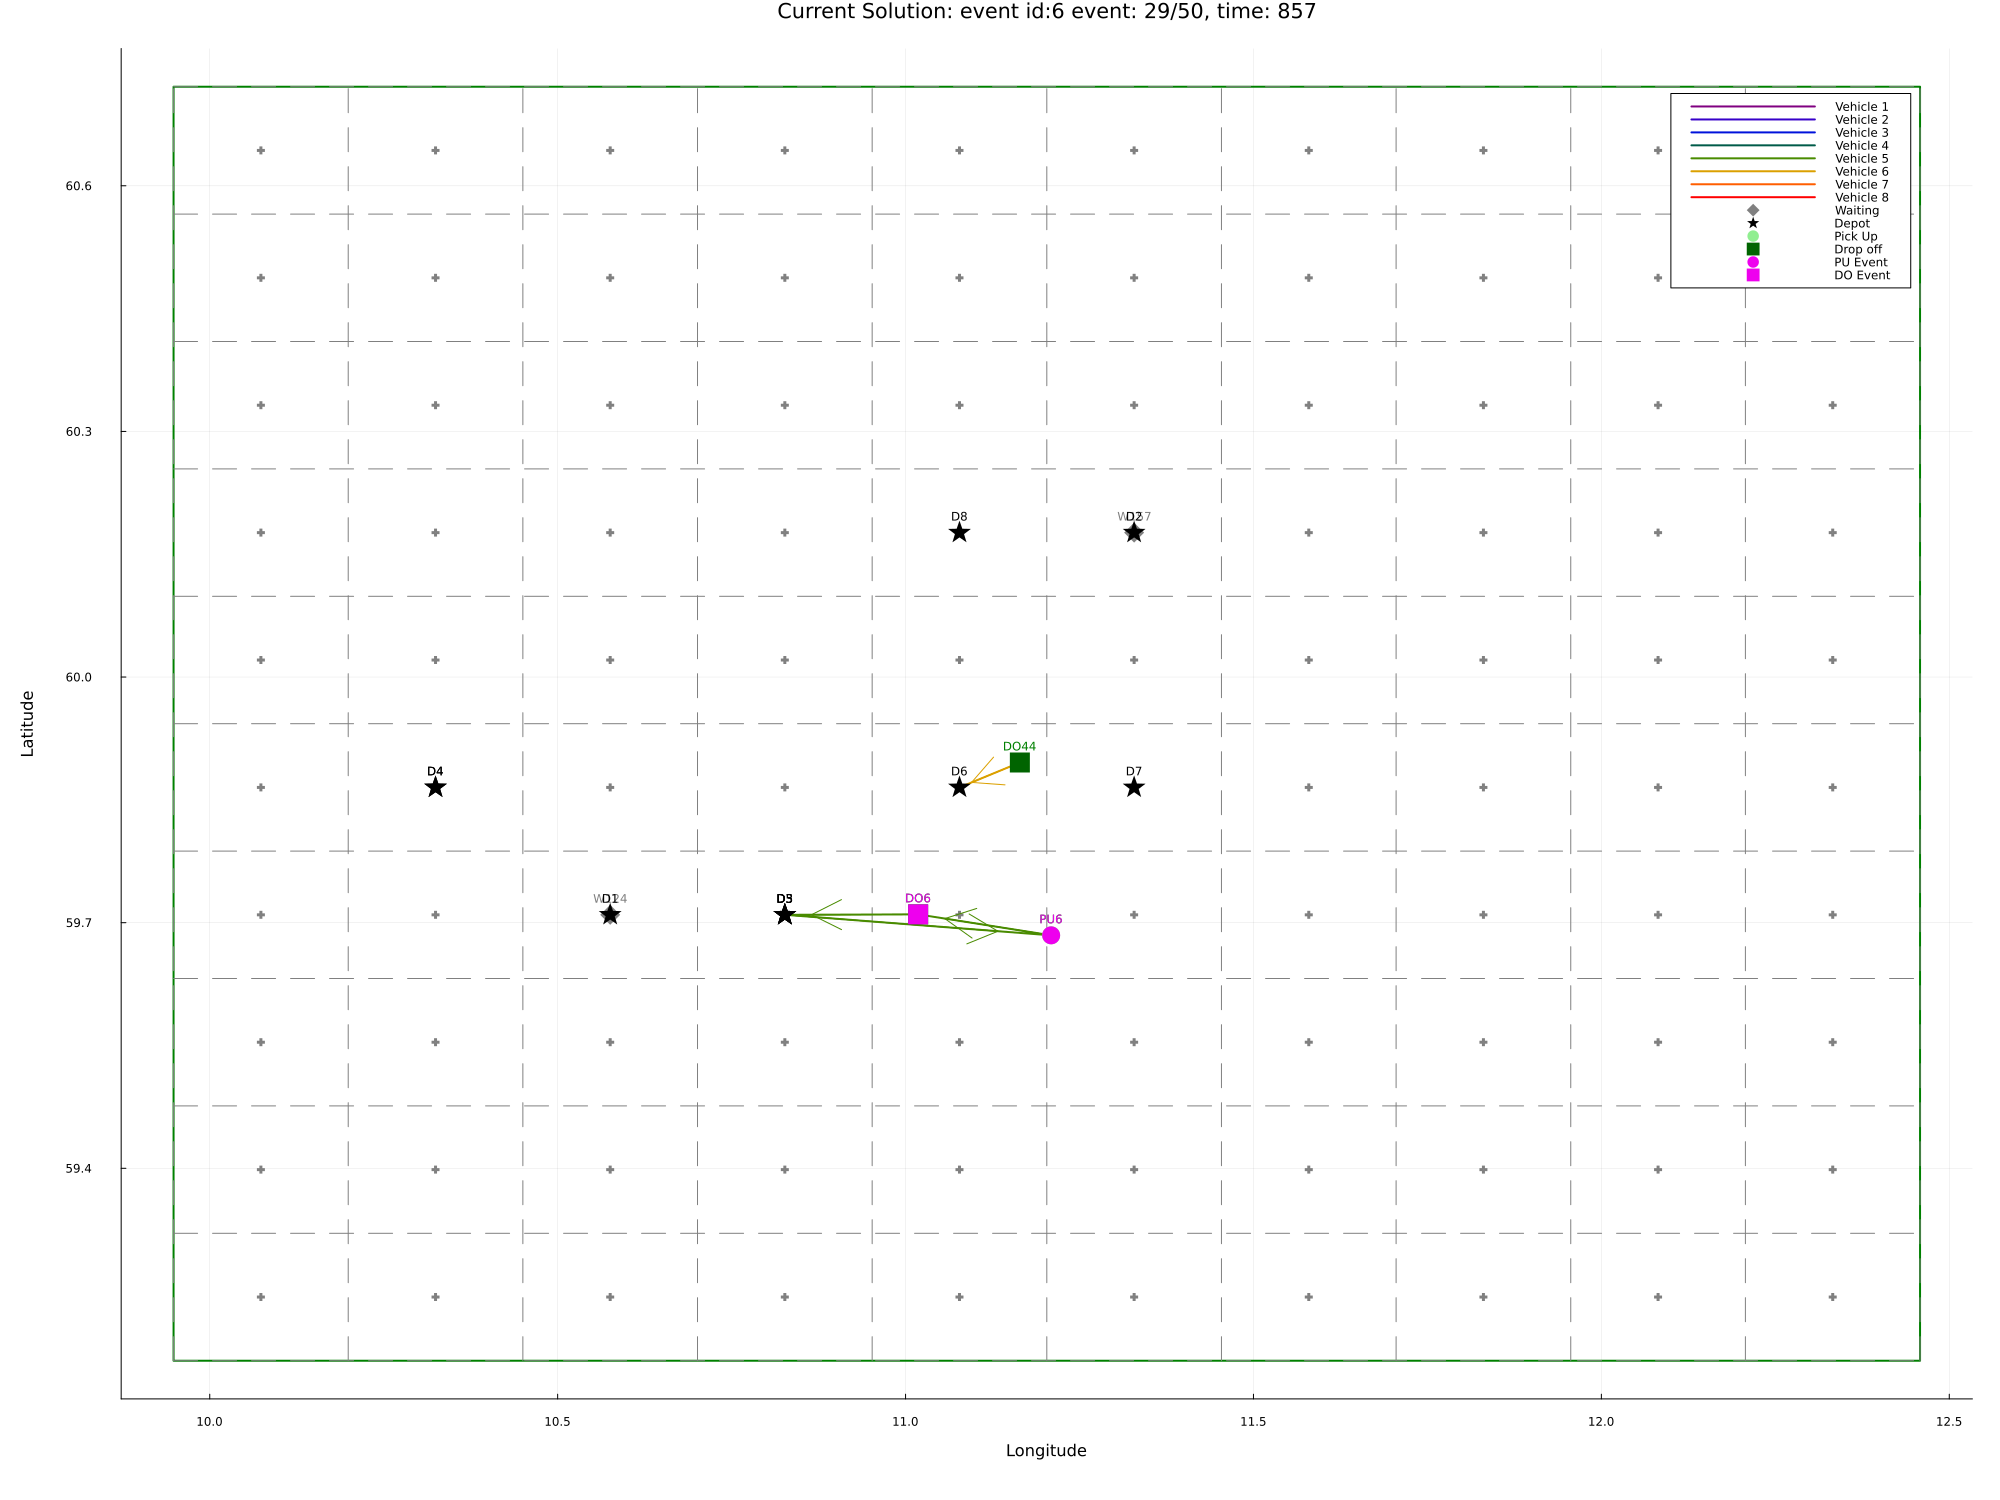 Current Solution: event id:6 event: 29/50, time: 857
Vehicle 1
Vehicle 2
Vehicle 3
Vehicle 4
Vehicle 5
Vehicle 6
Vehicle 7
Vehicle 8
Waiting
Depot
Pick Up
Drop off
PU Event
DO Event
60.6
60.3
60.0
59.7
59.4
Latitude
D8
D2
DO44
D4
D6
D7
D1
DO6
PU6
10.0
10.5
11.0
11.5
12.0
12.5
Longitude